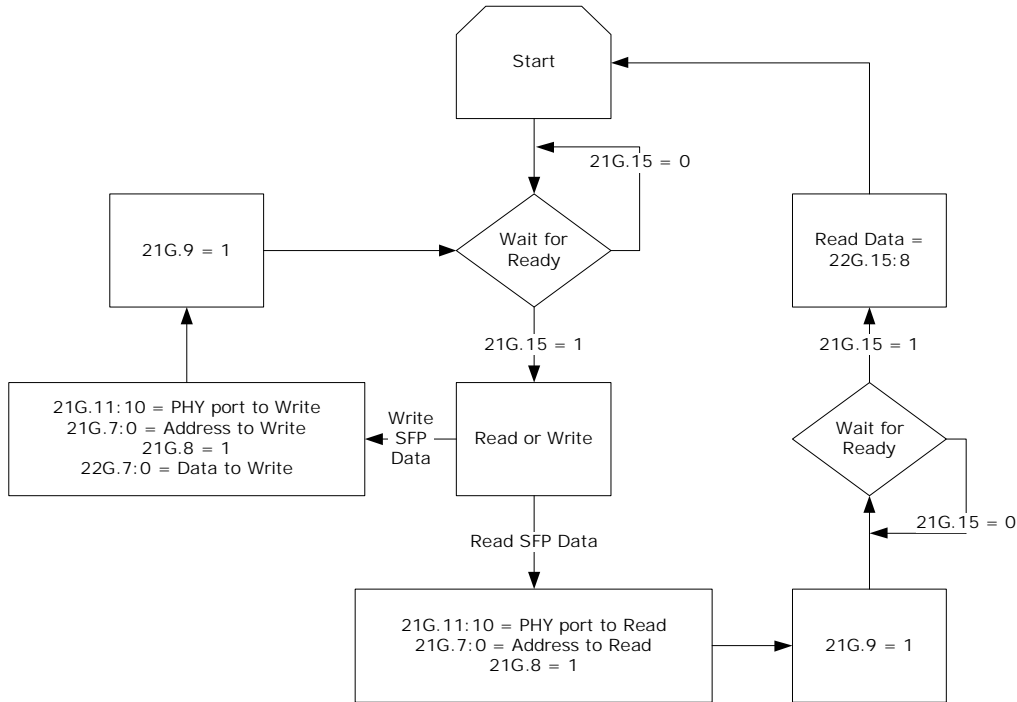 Start
21G.15 = 0
Wait for
Ready
21G.9 = 1
Read Data =
22G.15:8
21G.15 = 1
21G.15 = 1
21G.11:10 = PHY port to Write
21G.7:0 = Address to Write
21G.8 = 1
22G.7:0 = Data to Write
Write
SFP
Data
Read or Write
Wait for
Ready
21G.15 = 0
Read SFP Data
21G.11:10 = PHY port to Read
21G.7:0 = Address to Read
21G.8 = 1
21G.9 = 1